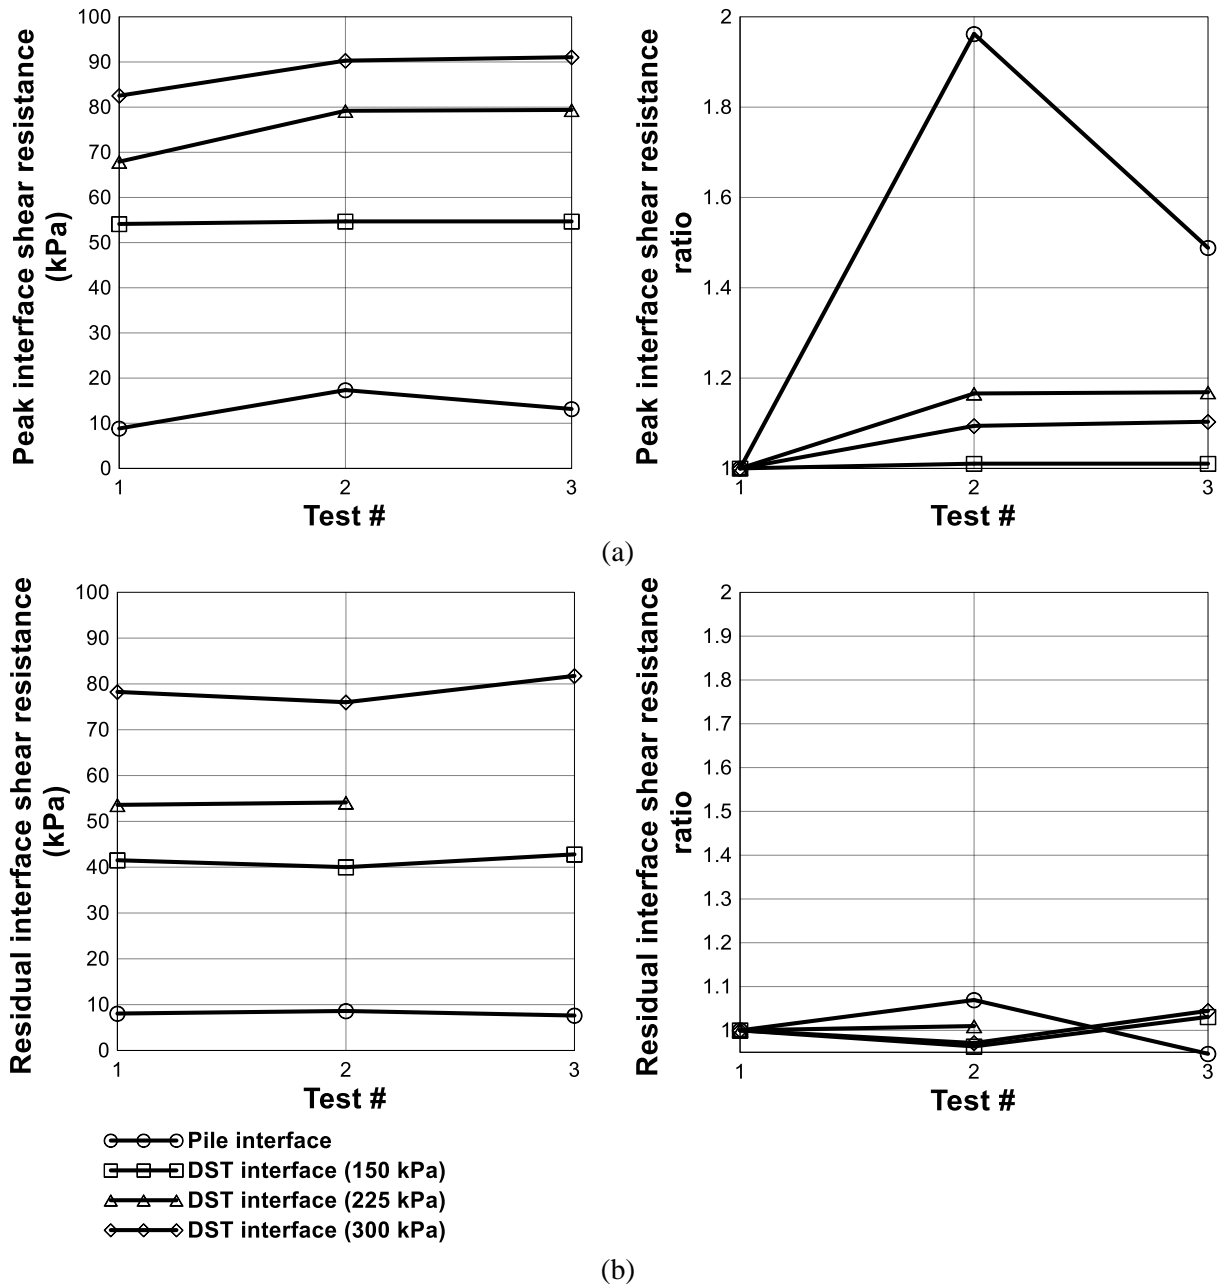 Peak interface shear resistance
(kPa)
100
90
80
70
60
50
40
30
20
10
0
1
2
3
Test #
Peak interface shear resistance
ratio
2
1.8
1.6
1.4
1.2
1
1
2
3
Test #
(a)
Residual interface shear resistance
(kPa)
100
90
80
70
60
50
40
30
20
10
0
1
2
3
Test #
Residual interface shear resistance
ratio
2
1.9
1.8
1.7
1.6
1.5
1.4
1.3
1.2
1.1
1
1
2
3
Test #
Pile interface
DST interface (150 kPa)
DST interface (225 kPa)
DST interface (300 kPa)
(b)